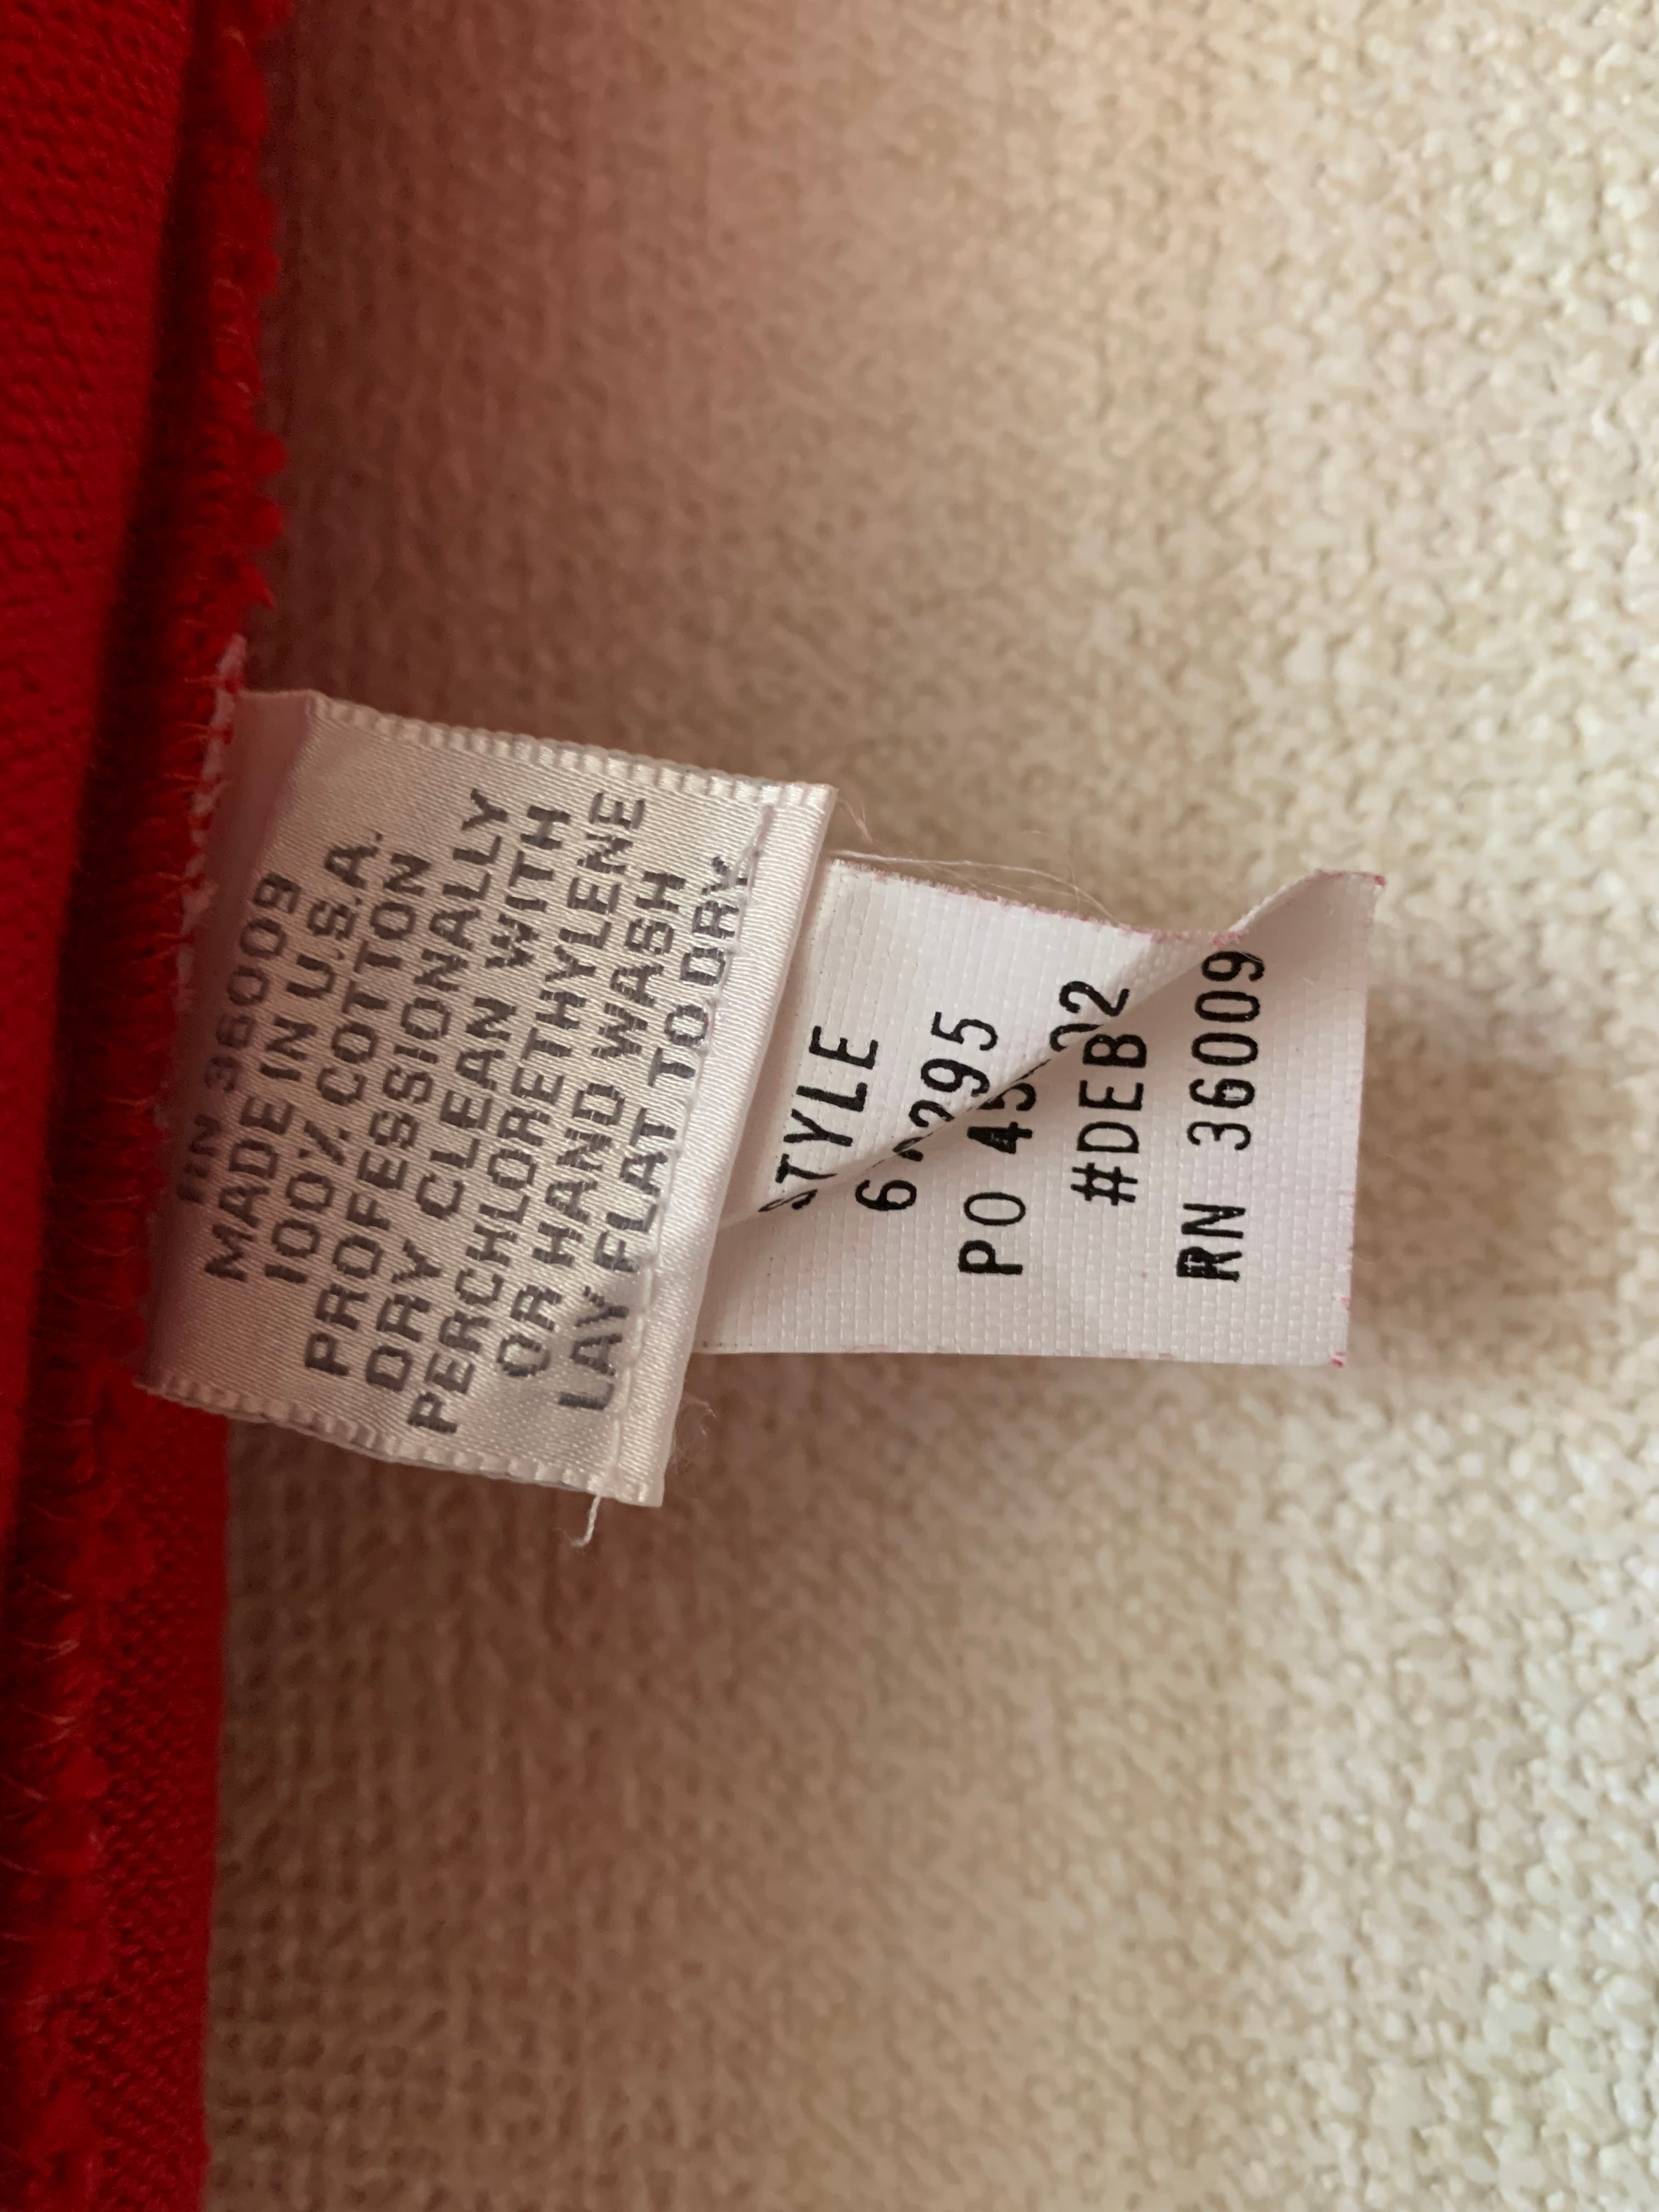 RN 36009
MADE IN U.S.A.
100% COTTON
PROFESSIONALLY
DRY CLEAN WITH
PERCHLORETHYLENE
OR HAND WASH
LAY FLAT TO DRY
STYLE
PO
#DEB2
RN 36009